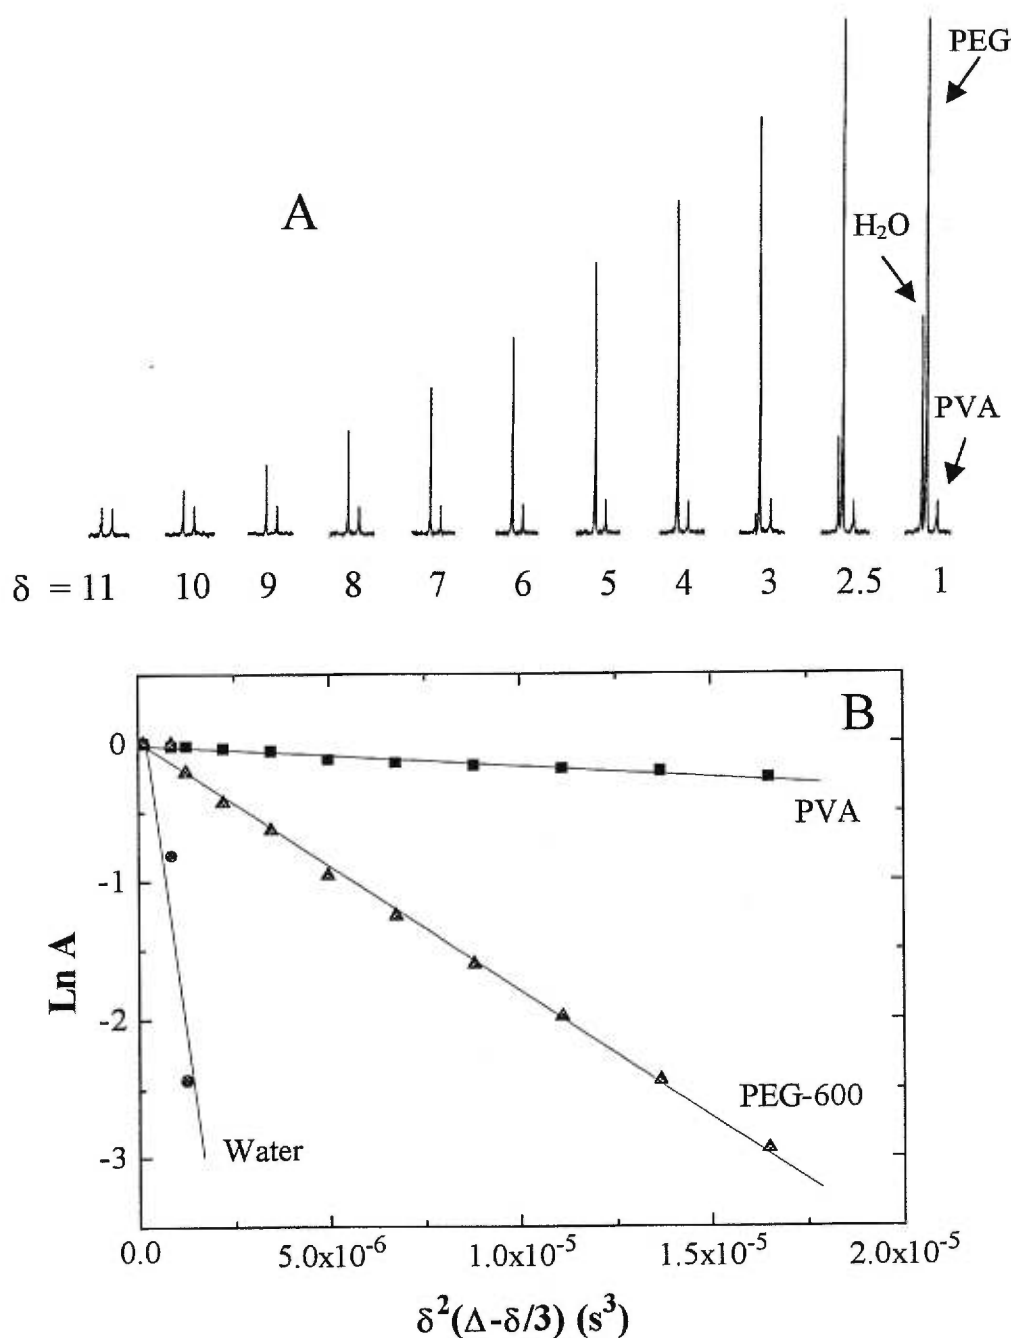 PEG
A
H₂O
PVA
δ = 11 10 9 8 7 6 5 4 3 2.5 1
B
0
PVA
-1
Ln A
-2
PEG-600
-3
Water
0.0 5.0x10⁻⁶ 1.0x10⁻⁵ 1.5x10⁻⁵ 2.0x10⁻⁵
δ²(Δ-δ/3) (s³)